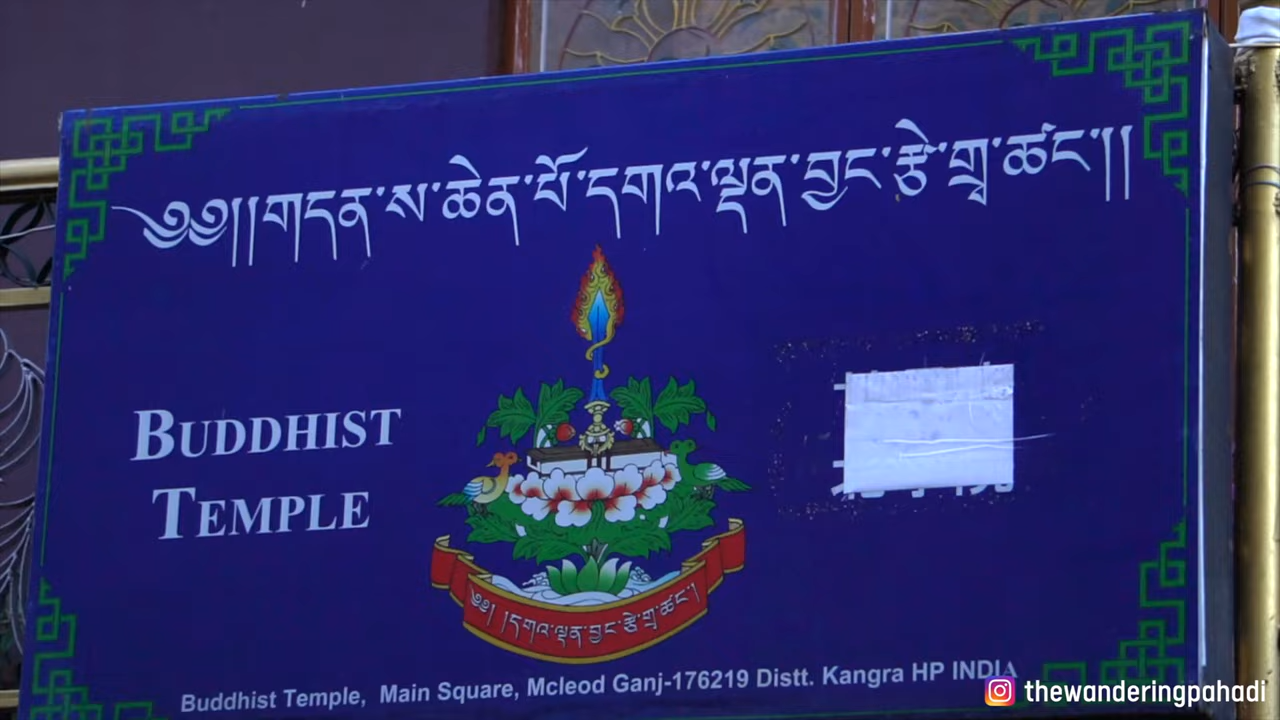 ༄༅།།གདན་ས་ཆེན་པོ་དགའ་ལྡན་བྱང་རྩེ་གྲྭ་ཚང་།།
BUDDHIST
TEMPLE
༄༅། །དགའ་ལྡན་བྱང་རྩེ་གྲྭ་ཚང་།
Buddhist Temple, Main Square, Mcleod Ganj-176219 Distt. Kangra HP INDIA
thewanderingpahadi